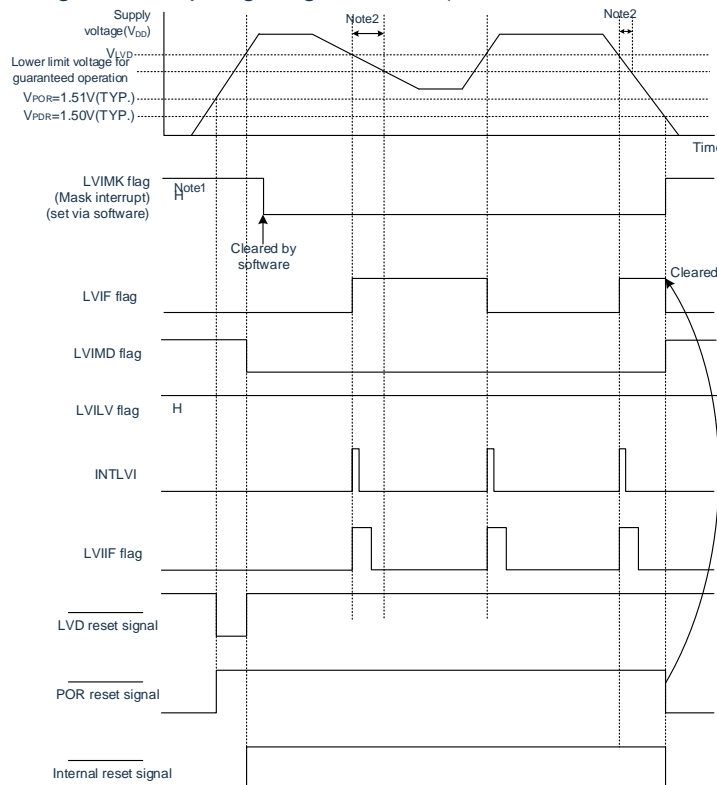 Supply
voltage(VDD)
Note2
Note2
VLVD
Lower limit voltage for
guaranteed operation
VPOR=1.51V(TYP.)
VPDR=1.50V(TYP.)
Time
LVIMK flag
(Mask interrupt)
(set via software)
Note1
H
Cleared by
software
LVIF flag
Cleared
LVIMD flag
LVILV flag
H
INTLVI
LVIIF flag
LVD reset signal
POR reset signal
Internal reset signal